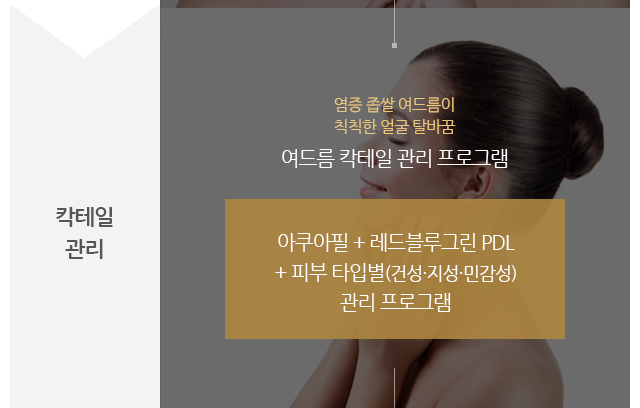 칵테일
관리
염증 좁쌀 여드름이
칙칙한 얼굴 탈바꿈
여드름 칵테일 관리 프로그램
아쿠아필 + 레드블루그린 PDL
+ 피부 타입별(건성·지성·민감성)
관리 프로그램